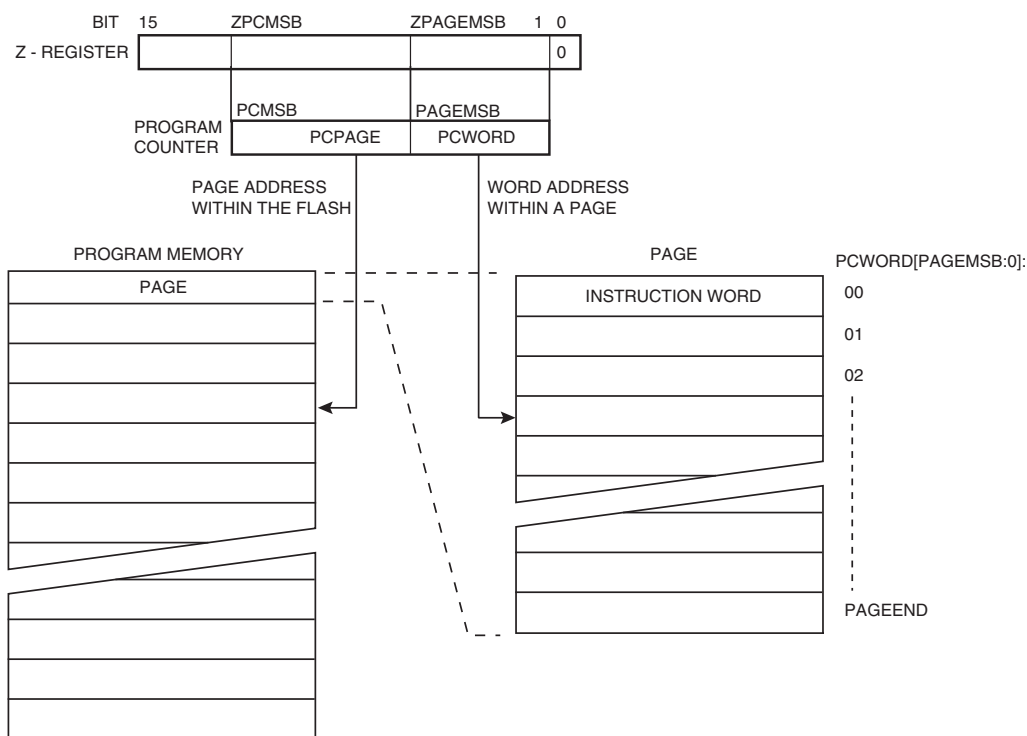 BIT 15 ZPCMSB ZPAGEMSB 1 0
Z - REGISTER 0
PCMSB PAGEMSB
PROGRAM
COUNTER
PCPAGE PCWORD
PAGE ADDRESS
WITHIN THE FLASH
WORD ADDRESS
WITHIN A PAGE
PROGRAM MEMORY
PAGE
PAGE
INSTRUCTION WORD
PCWORD[PAGEMSB:0]:
00
01
02
PAGEEND